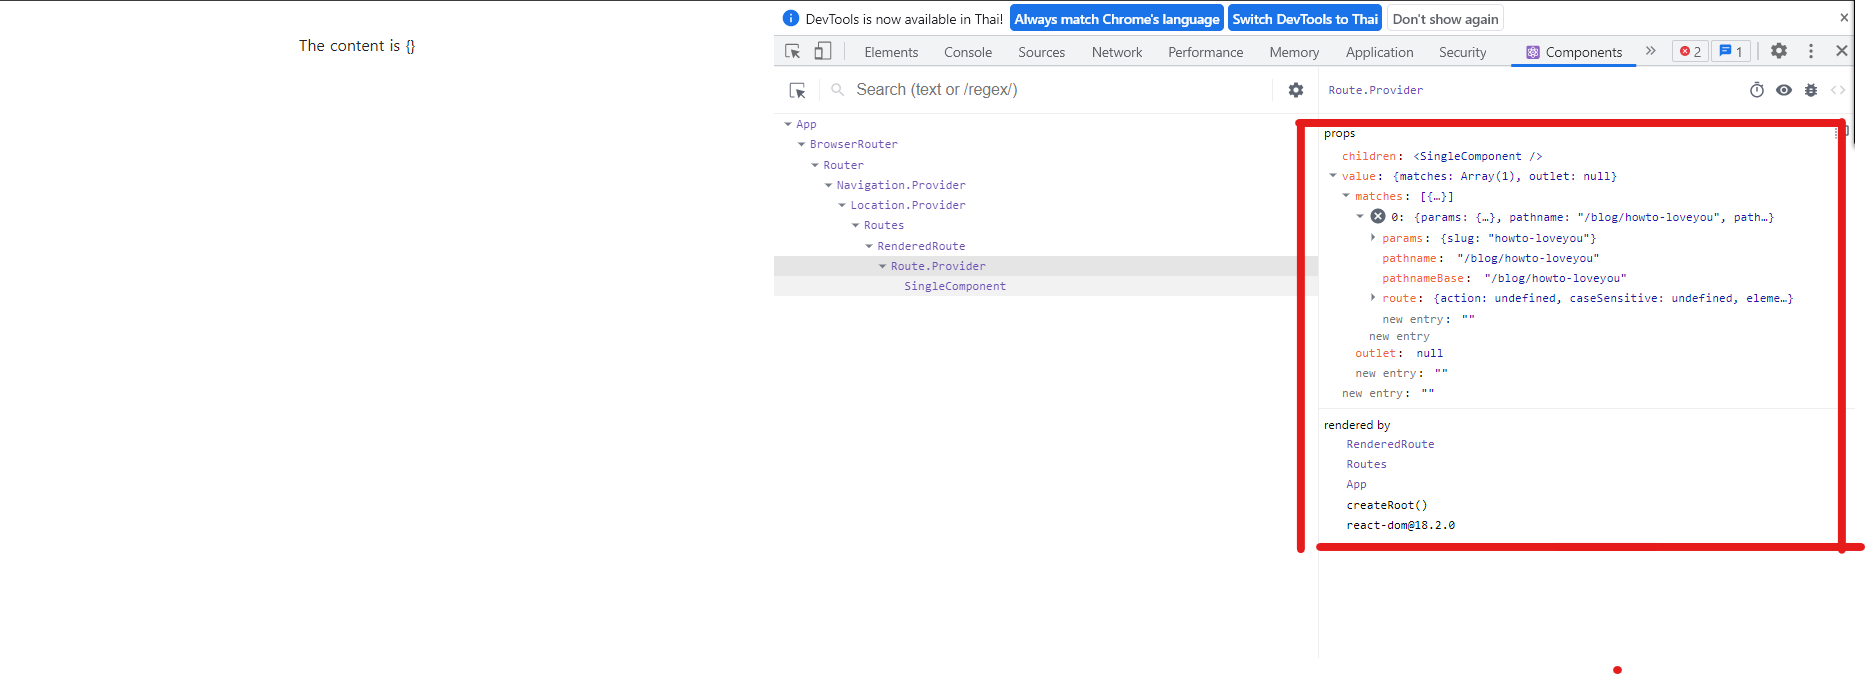 The content is {}
DevTools is now available in Thai! Always match Chrome's language Switch DevTools to Thai Don't show again
Elements Console Sources Network Performance Memory Application Security Components 2 1
Search (text or /regex/)
App
BrowserRouter
Router
Navigation.Provider
Location.Provider
Routes
RenderedRoute
Route.Provider
SingleComponent
Route.Provider
props
children: <SingleComponent />
value: {matches: Array(1), outlet: null}
matches: [{…}]
0: {params: {…}, pathname: "/blog/howto-loveyou", path…}
params: {slug: "howto-loveyou"}
pathname: "/blog/howto-loveyou"
pathnameBase: "/blog/howto-loveyou"
route: {action: undefined, caseSensitive: undefined, eleme…}
new entry: ""
new entry
outlet: null
new entry: ""
new entry: ""
rendered by
RenderedRoute
Routes
App
createRoot()
react-dom@18.2.0